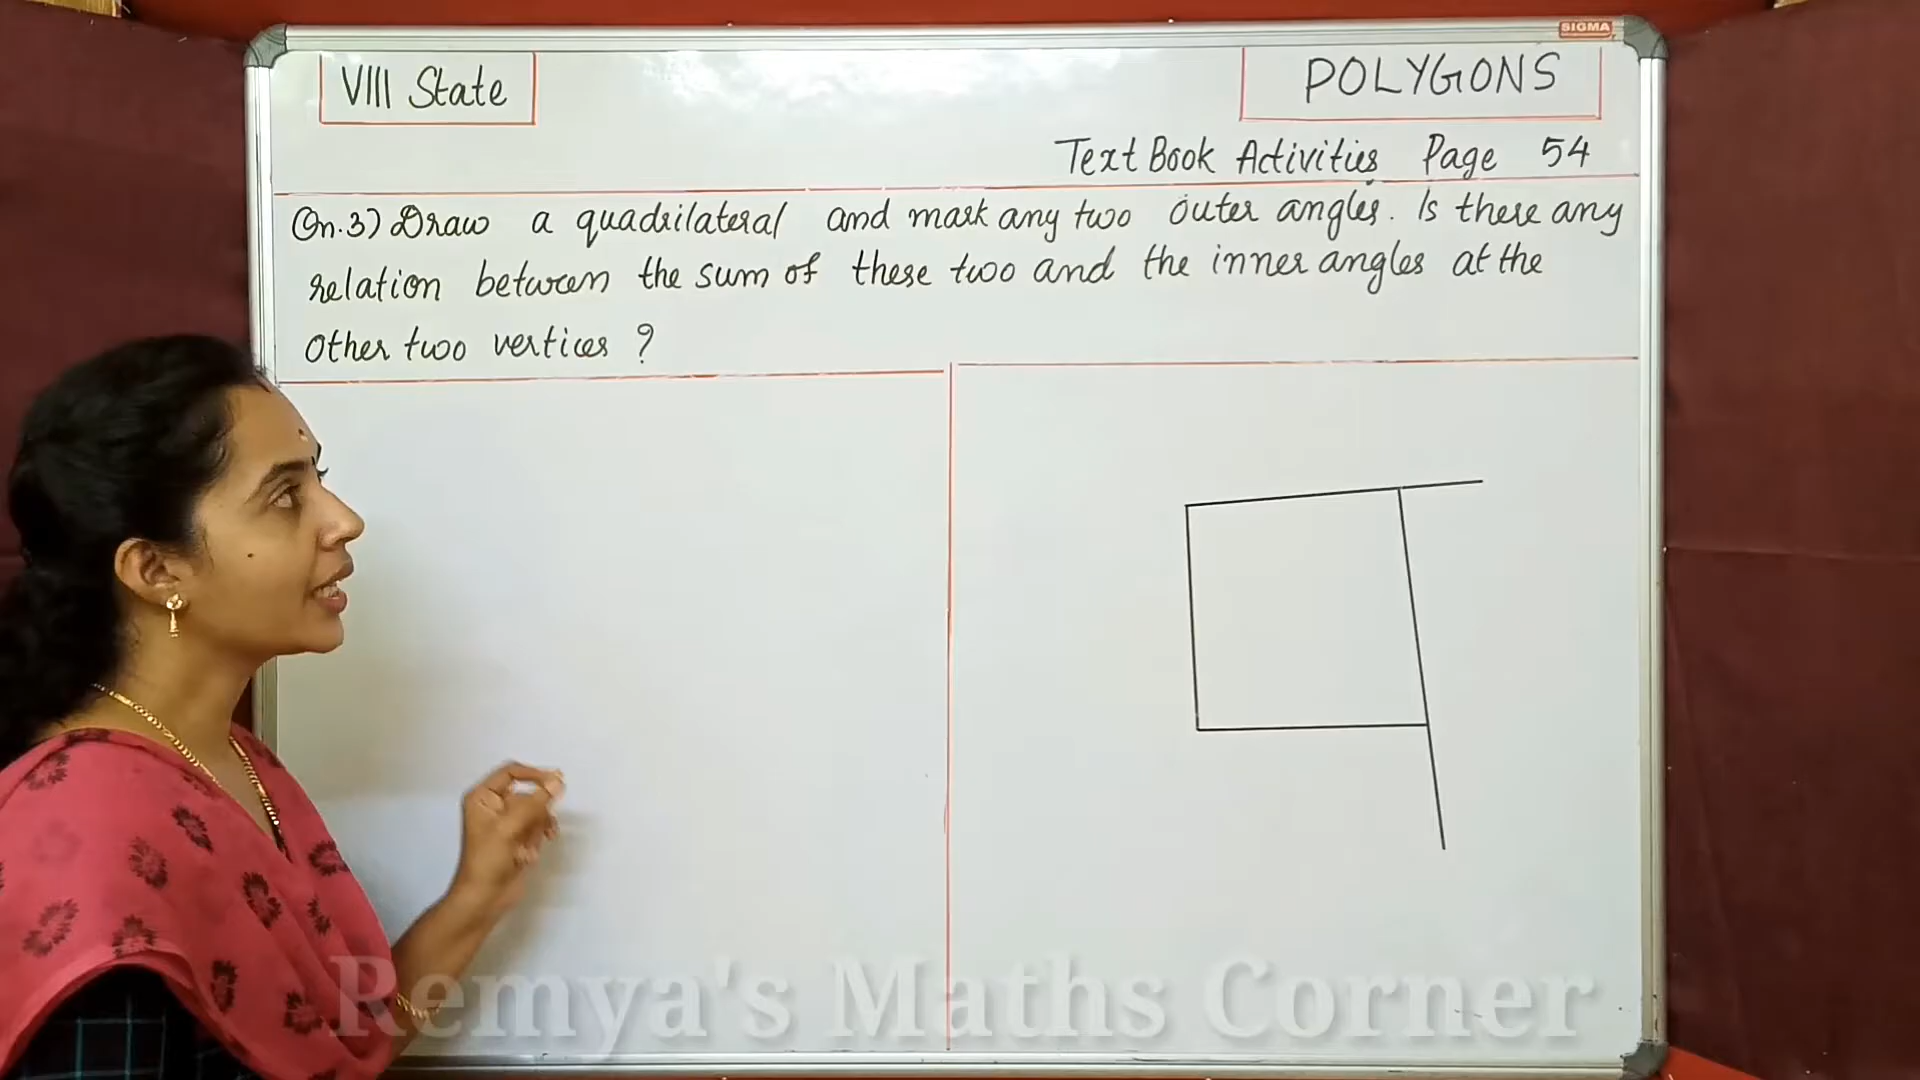 SIGMA
VIII State
POLYGONS
Text Book Activities Page 54
Qn.3) Draw a quadrilateral and mark any two outer angles. Is there any
relation between the sum of these two and the inner angles at the
other two vertices ?
Remya's Maths Corner